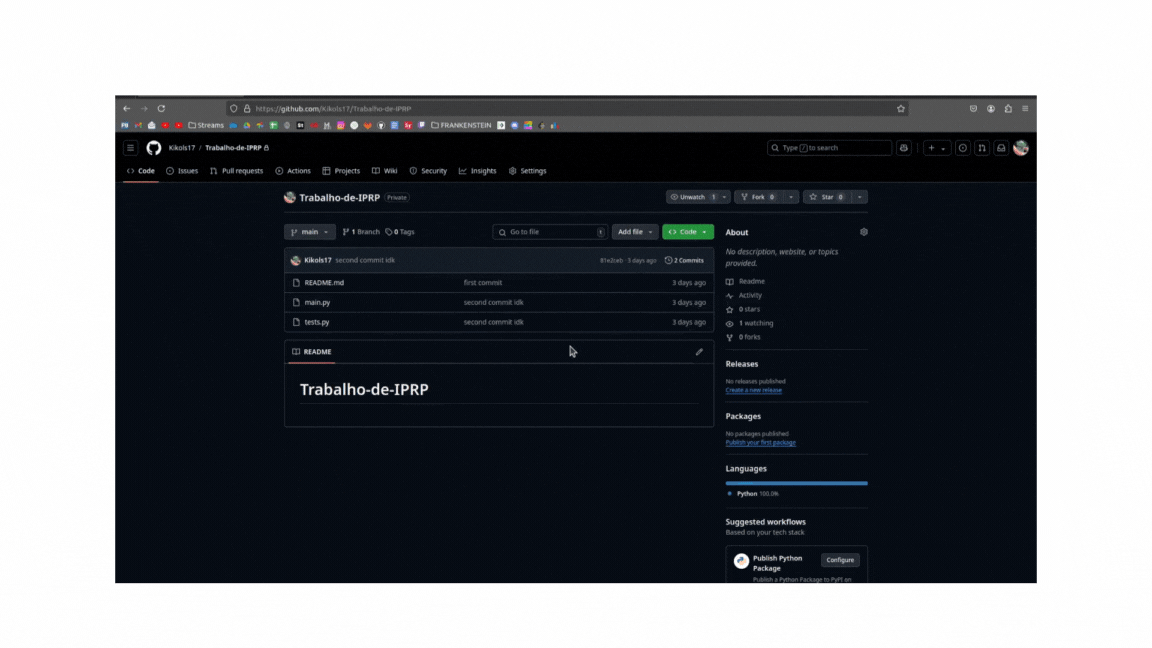 https://github.com/Kikols17/Trabalho-de-IPRP
Streams
FRANKENSTEIN
Kikols17 / Trabalho-de-IPRP
Type / to search
Code Issues Pull requests Actions Projects Wiki Security Insights Settings
Trabalho-de-IPRP Private
Unwatch 1 Fork 0 Star 0
main 1 Branch 0 Tags
Go to file t Add file Code
Kikols17 second commit idk
3 days ago 2 Commits
README.md first commit 3 days ago
main.py second commit idk 3 days ago
tests.py second commit idk 3 days ago
README
Trabalho-de-IPRP
About
No description, website, or topics
provided.
Readme
Activity
0 stars
1 watching
0 forks
Releases
No releases published
Create a new release
Packages
No packages published
Publish your first package
Languages
Python 100.0%
Suggested workflows
Based on your tech stack
Publish Python
Package
Configure
Publish a Python Package to PyPI on